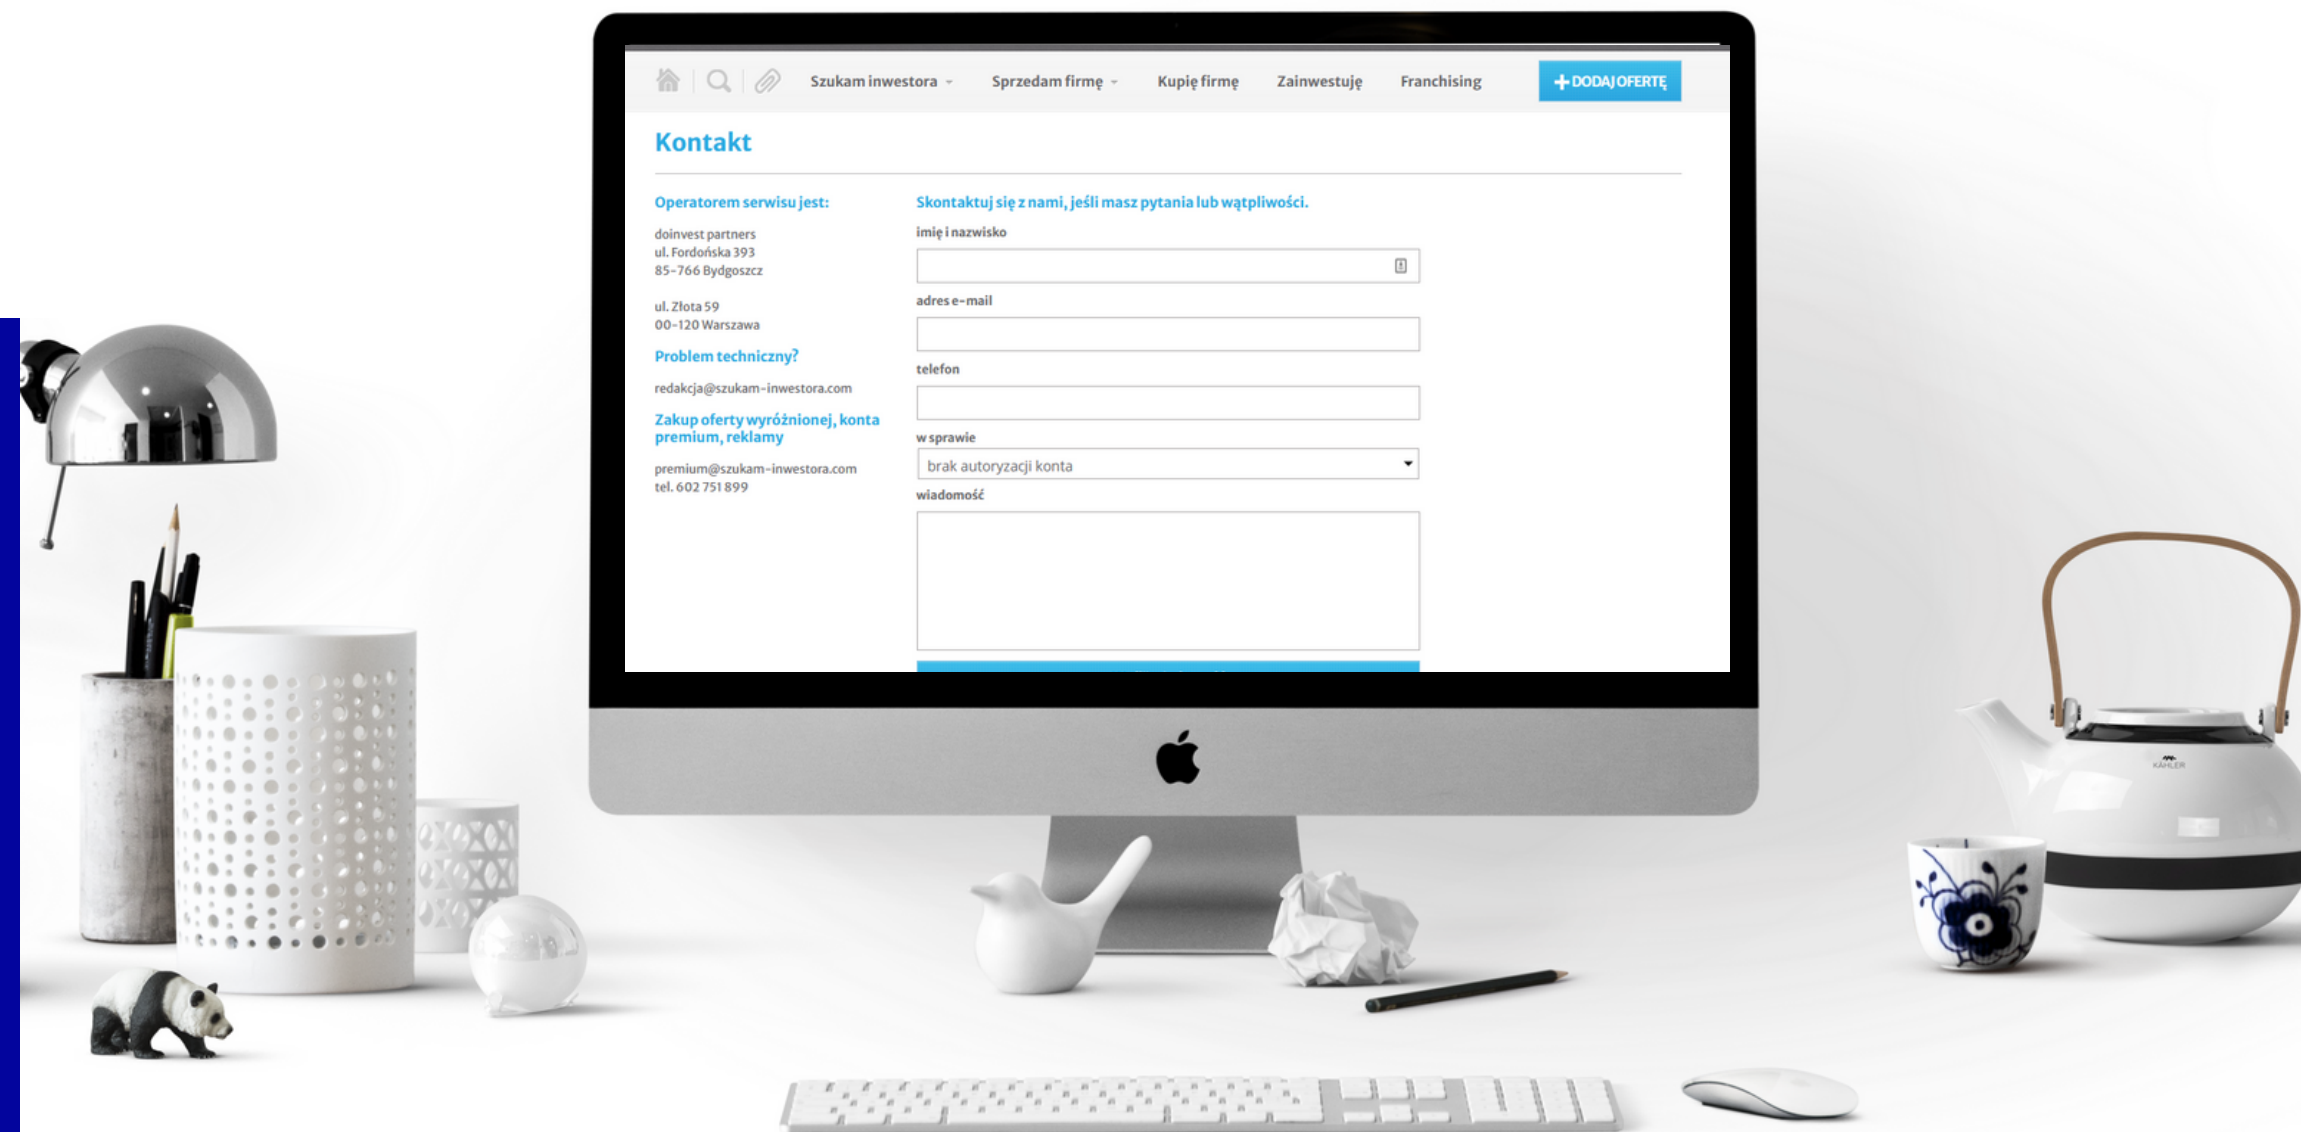 Szukam inwestora
Sprzedam firmę
Kupię firmę
Zainwestuję
Franchising
+DODAJ OFERTĘ
Kontakt
Operatorem serwisu jest:
doinvest partners
ul. Fordońska 393
85-766 Bydgoszcz
ul. Złota 59
00-120 Warszawa
Problem techniczny?
redakcja@szukam-inwestora.com
Zakup oferty wyróżnionej, konta
premium, reklamy
premium@szukam-inwestora.com
tel. 602 751 899
Skontaktuj się z nami, jeśli masz pytania lub wątpliwości.
imię i nazwisko
adres e-mail
telefon
w sprawie
brak autoryzacji konta
wiadomość
KÄHLER